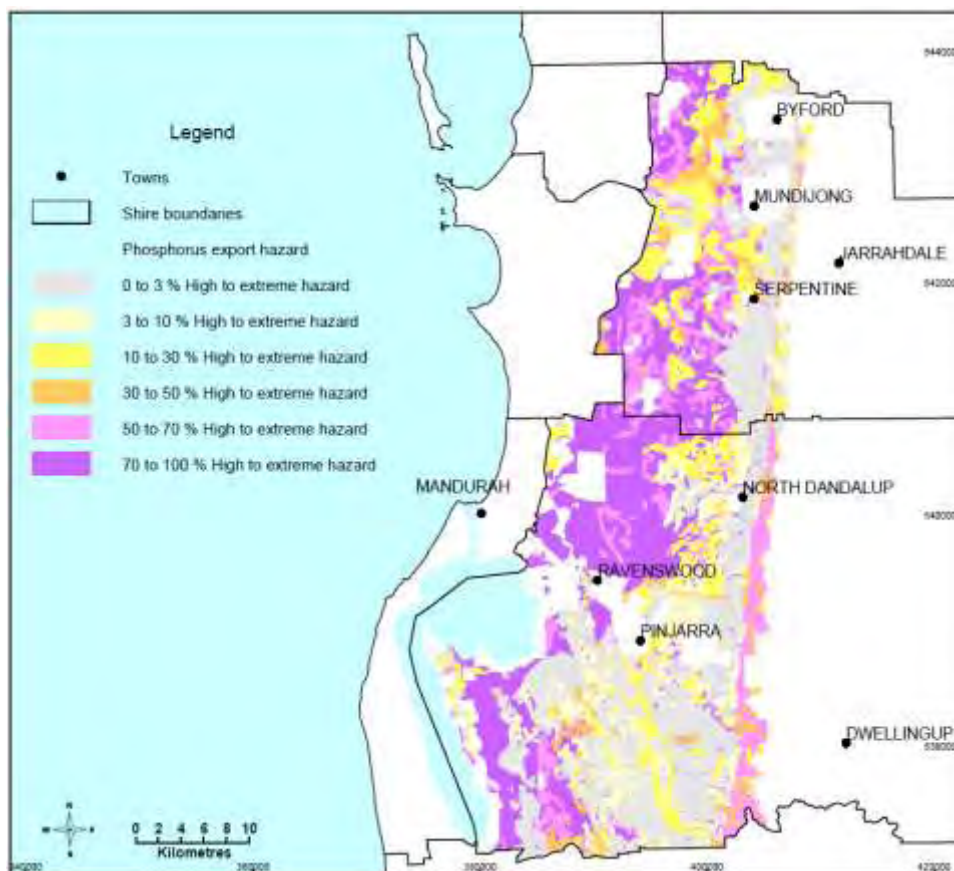 Legend
Towns
Shire boundaries
Phosphorus export hazard
0 to 3 % High to extreme hazard
3 to 10 % High to extreme hazard
10 to 30 % High to extreme hazard
30 to 50 % High to extreme hazard
50 to 70 % High to extreme hazard
70 to 100 % High to extreme hazard
BYFORD
MUNDIJONG
JARRAHDALE
SERPENTINE
MANDURAH
NORTH DANDALUP
RAVENSWOOD
PINJARRA
DWELLINGUP
0 2 4 6 8 10
Kilometres
400000